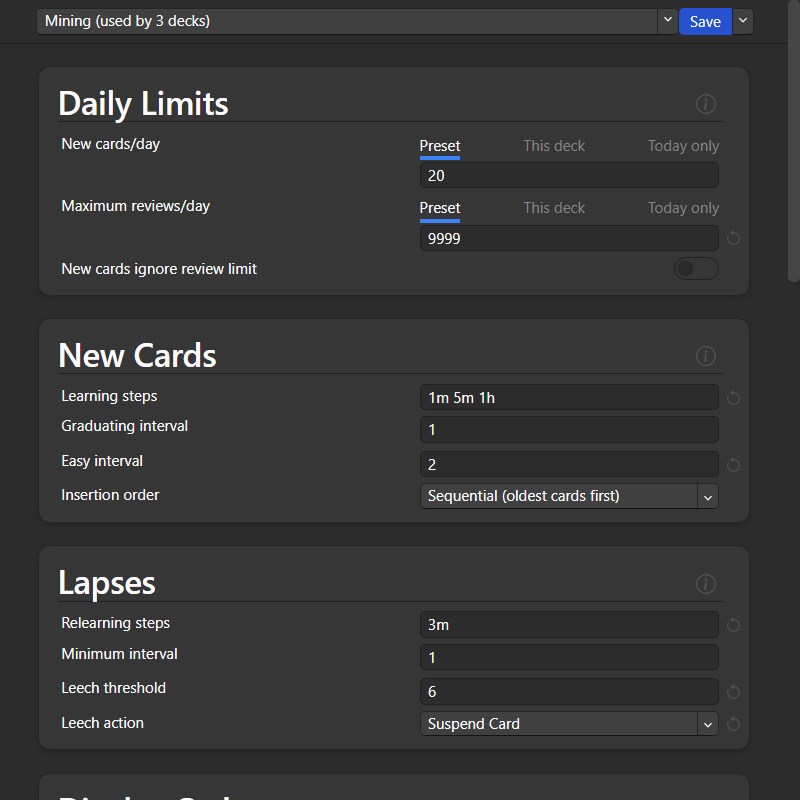 Mining (used by 3 decks)
Save
Daily Limits
New cards/day
Preset This deck Today only
20
Maximum reviews/day
Preset This deck Today only
9999
New cards ignore review limit
New Cards
Learning steps
1m 5m 1h
Graduating interval
1
Easy interval
2
Insertion order
Sequential (oldest cards first)
Lapses
Relearning steps
3m
Minimum interval
1
Leech threshold
6
Leech action
Suspend Card